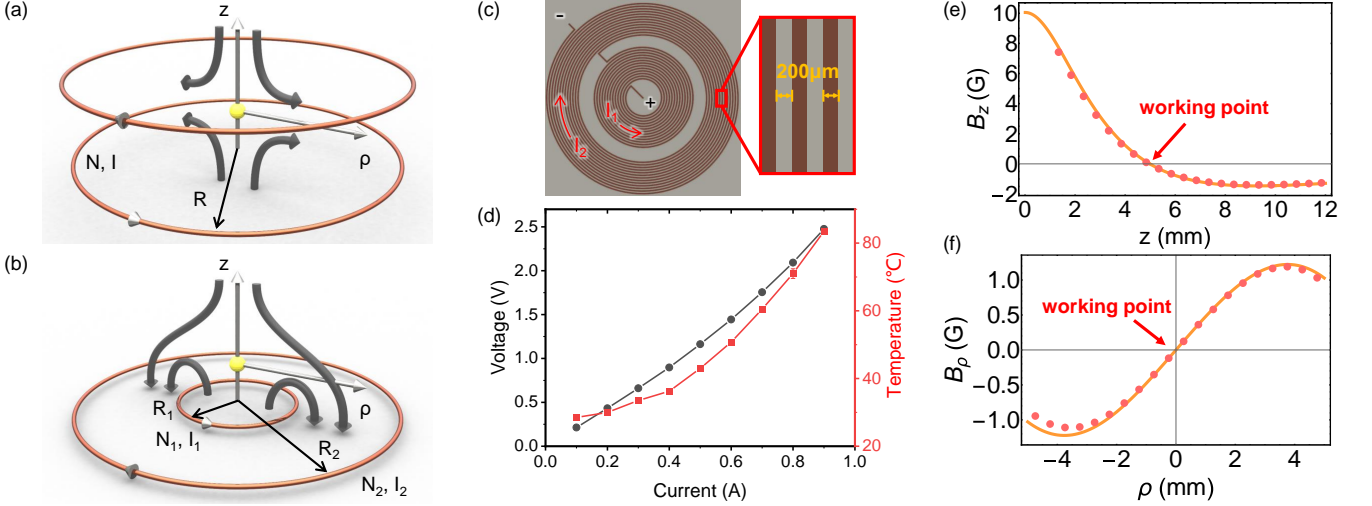 (a)
z
ρ
N, I
R
(b)
z
ρ
R₁
N₁, I₁
R₂
N₂, I₂
(c)
-
+
I₁
I₂
200μm
(d)
2.5
2.0
1.5
1.0
0.5
0.0
Voltage (V)
80
60
40
20
Temperature (℃)
0.0 0.2 0.4 0.6 0.8 1.0
Current (A)
(e)
10
8
6
4
2
0
-2
B_z (G)
working point
0 2 4 6 8 10 12
z (mm)
(f)
1.0
0.5
0.0
-0.5
-1.0
B_ρ (G)
working point
-4 -2 0 2 4
ρ (mm)